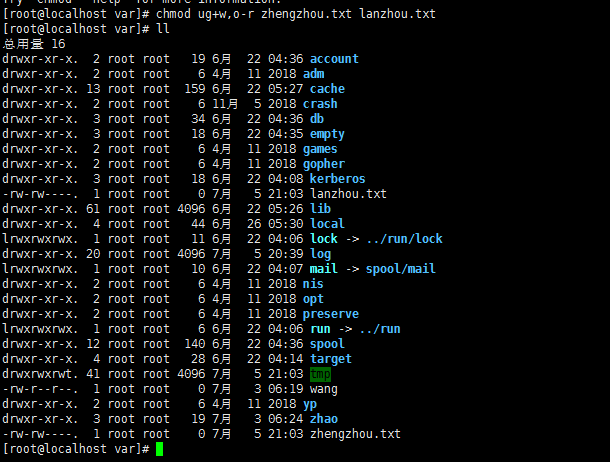 [root@localhost var]# chmod ug+w,o-r zhengzhou.txt lanzhou.txt
[root@localhost var]# ll
总用量 16
drwxr-xr-x. 2 root root 19 6月 22 04:36 account
drwxr-xr-x. 2 root root 6 4月 11 2018 adm
drwxr-xr-x. 13 root root 159 6月 22 05:27 cache
drwxr-xr-x. 2 root root 6 11月 5 2018 crash
drwxr-xr-x. 3 root root 34 6月 22 04:36 db
drwxr-xr-x. 3 root root 18 6月 22 04:35 empty
drwxr-xr-x. 2 root root 6 4月 11 2018 games
drwxr-xr-x. 2 root root 6 4月 11 2018 gopher
drwxr-xr-x. 3 root root 18 6月 22 04:08 kerberos
-rw-rw----. 1 root root 0 7月 5 21:03 lanzhou.txt
drwxr-xr-x. 61 root root 4096 6月 22 05:26 lib
drwxr-xr-x. 4 root root 44 6月 26 05:30 local
lrwxrwxrwx. 1 root root 11 6月 22 04:06 lock -> ../run/lock
drwxr-xr-x. 20 root root 4096 7月 5 20:39 log
lrwxrwxrwx. 1 root root 10 6月 22 04:07 mail -> spool/mail
drwxr-xr-x. 2 root root 6 4月 11 2018 nis
drwxr-xr-x. 2 root root 6 4月 11 2018 opt
drwxr-xr-x. 2 root root 6 4月 11 2018 preserve
lrwxrwxrwx. 1 root root 6 6月 22 04:06 run -> ../run
drwxr-xr-x. 12 root root 140 6月 22 04:36 spool
drwxr-xr-x. 4 root root 28 6月 22 04:14 target
drwxrwxrwt. 41 root root 4096 7月 5 21:03 tmp
-rw-r--r--. 1 root root 0 7月 3 06:19 wang
drwxr-xr-x. 2 root root 6 4月 11 2018 yp
drwxr-xr-x. 3 root root 19 7月 3 06:24 zhao
-rw-rw----. 1 root root 0 7月 5 21:03 zhengzhou.txt
[root@localhost var]#